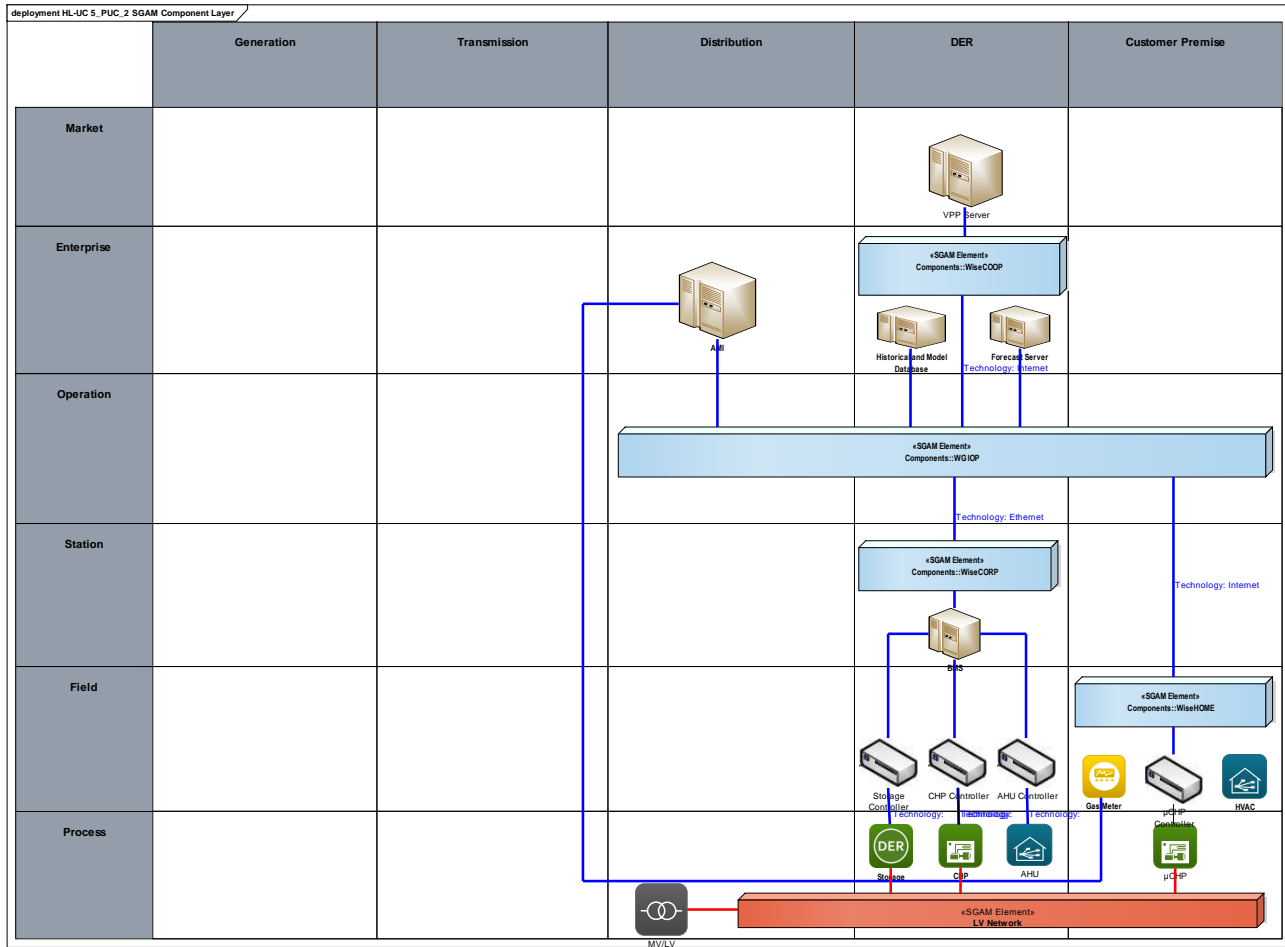 deployment HL-UC 5_PUC_2 SGAM Component Layer
Generation
Transmission
Distribution
DER
Customer Premise
Market
VPP Server
Enterprise
«SGAM Element»
Components::WiseCOOP
AMI
Historical and Model
Database
Forecast Server
Technology: Internet
Operation
«SGAM Element»
Components::WGIOP
Technology: Ethernet
Station
«SGAM Element»
Components::WiseCORP
Technology: Internet
BMS
Field
«SGAM Element»
Components::WiseHOME
Storage
Controller
CHP Controller
AHU Controller
Gas Meter
µCHP
Controller
HVAC
Technology:
Technology:
Technology:
Process
DER
Storage
CHP
AHU
µCHP
«SGAM Element»
LV Network
MV/LV